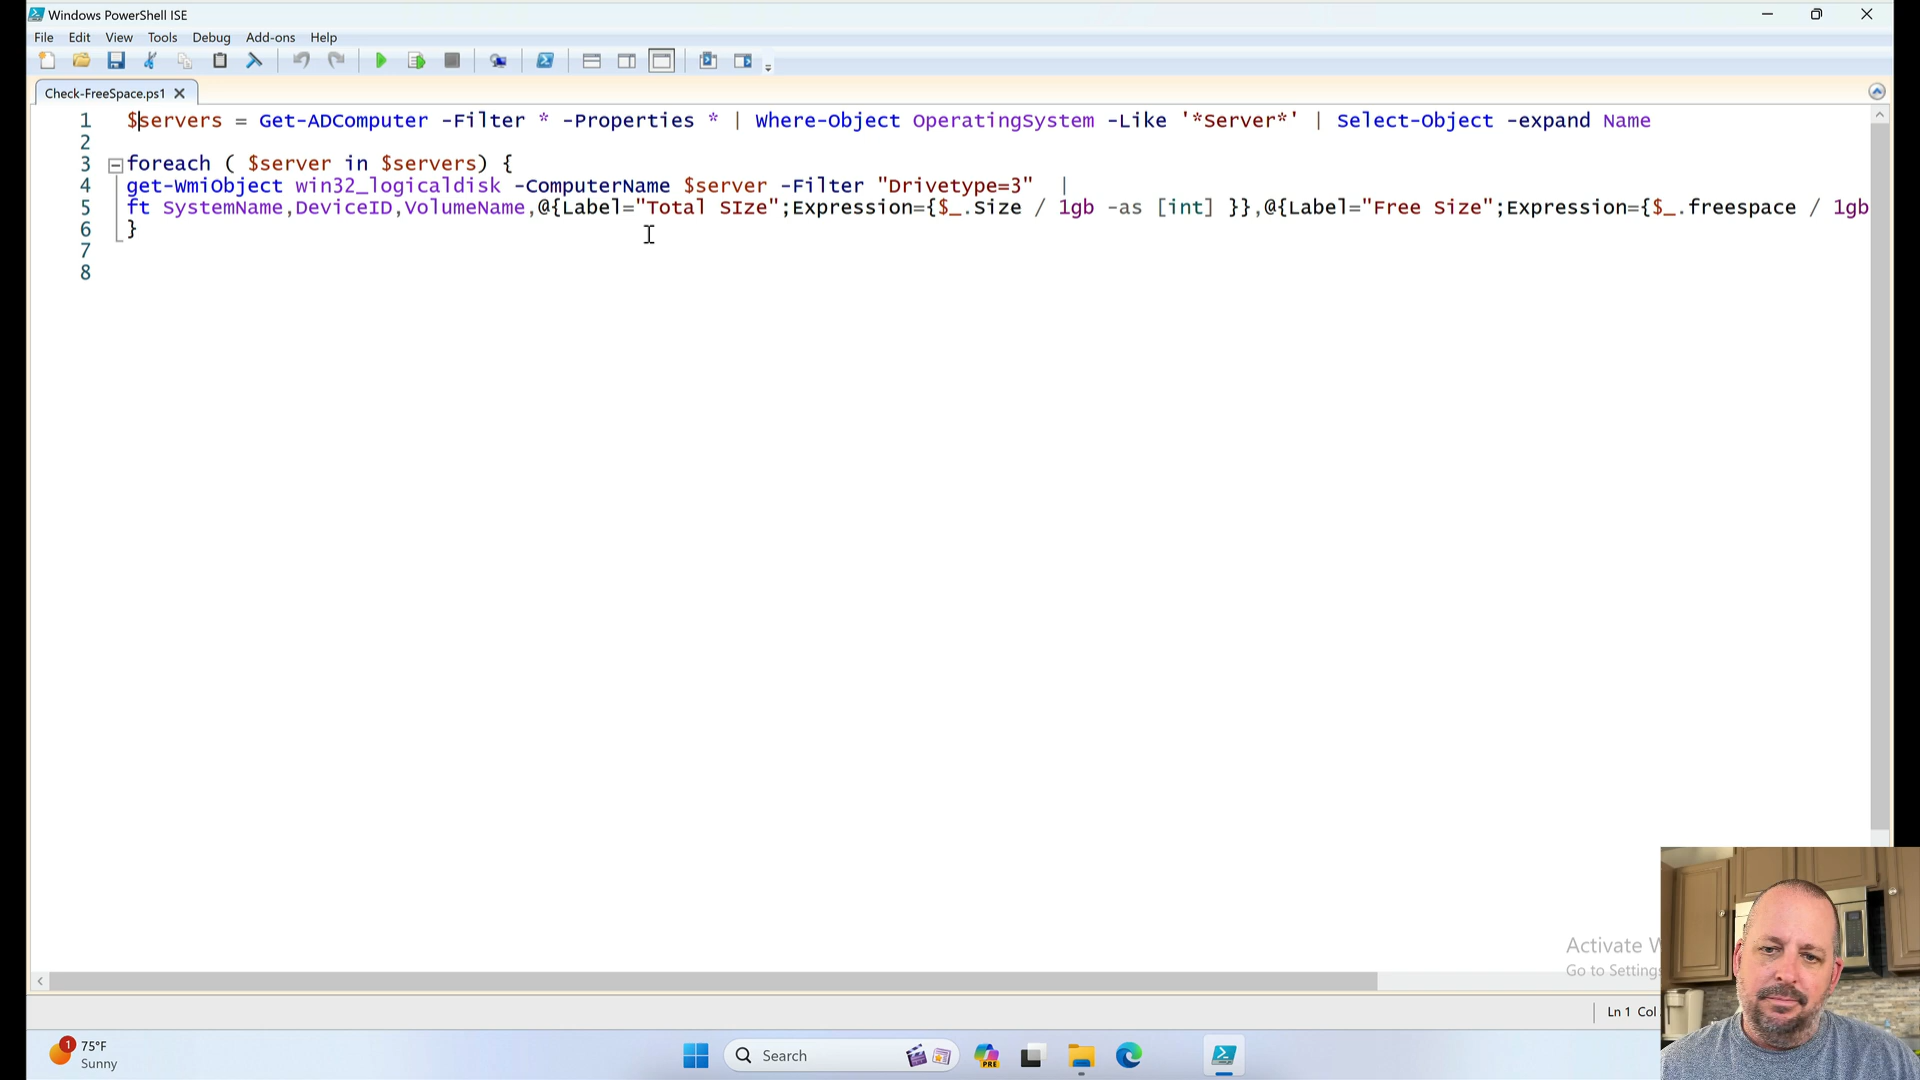 Windows PowerShell ISE
File Edit View Tools Debug Add-ons Help
Check-FreeSpace.ps1
1 $servers = Get-ADComputer -Filter * -Properties * | Where-Object OperatingSystem -Like '*Server*' | Select-Object -expand Name
2
3 foreach ( $server in $servers) {
4 get-WmiObject win32_logicaldisk -ComputerName $server -Filter "Drivetype=3" |
5 ft SystemName,DeviceID,VolumeName,@{Label="Total SIze";Expression={$_.Size / 1gb -as [int] }},@{Label="Free Size";Expression={$_.freespace / 1gb
6 }
7
8
Activate W
Go to Settings
Ln 1 Col
1
75°F
Sunny
Search
PRE